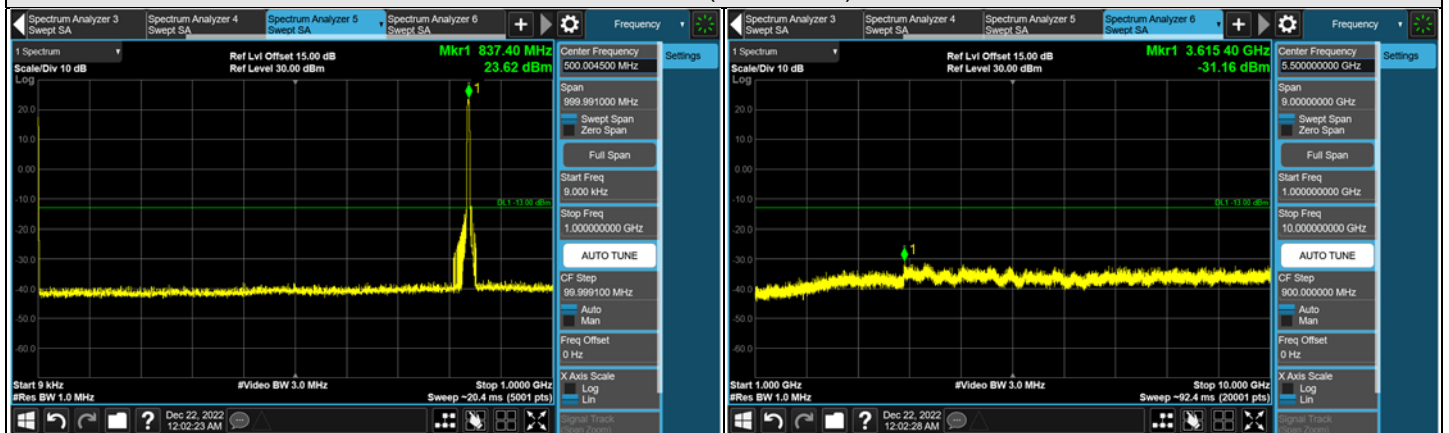 Spectrum Analyzer 3
Swept SA
Spectrum Analyzer 4
Swept SA
Spectrum Analyzer 5
Swept SA
Spectrum Analyzer 6
Swept SA
Frequency
1 Spectrum
Scale/Div 10 dB
Log
Ref Lvl Offset 15.00 dB
Ref Level 30.00 dBm
Mkr1 837.40 MHz
23.62 dBm
1
20.0
10.0
0.00
-10.0
-20.0
-30.0
-40.0
-50.0
-60.0
DL1 -13.00 dBm
Start 9 kHz
#Res BW 1.0 MHz
#Video BW 3.0 MHz
Stop 1.0000 GHz
Sweep ~20.4 ms (5001 pts)
Center Frequency
500.004500 MHz
Span
999.991000 MHz
Swept Span
Zero Span
Full Span
Start Freq
9.000 kHz
Stop Freq
1.000000000 GHz
AUTO TUNE
CF Step
99.999100 MHz
Auto
Man
Freq Offset
0 Hz
X Axis Scale
Log
Lin
Signal Track
(Span Zoom)
Settings
Dec 22, 2022
12:02:23 AM
Spectrum Analyzer 3
Swept SA
Spectrum Analyzer 4
Swept SA
Spectrum Analyzer 5
Swept SA
Spectrum Analyzer 6
Swept SA
Frequency
1 Spectrum
Scale/Div 10 dB
Log
Ref Lvl Offset 15.00 dB
Ref Level 30.00 dBm
Mkr1 3.615 40 GHz
-31.16 dBm
1
20.0
10.0
0.00
-10.0
-20.0
-30.0
-40.0
-50.0
-60.0
DL1 -13.00 dBm
Start 1.000 GHz
#Res BW 1.0 MHz
#Video BW 3.0 MHz
Stop 10.000 GHz
Sweep ~92.4 ms (20001 pts)
Center Frequency
5.500000000 GHz
Span
9.00000000 GHz
Swept Span
Zero Span
Full Span
Start Freq
1.000000000 GHz
Stop Freq
10.000000000 GHz
AUTO TUNE
CF Step
900.000000 MHz
Auto
Man
Freq Offset
0 Hz
X Axis Scale
Log
Lin
Signal Track
(Span Zoom)
Settings
Dec 22, 2022
12:02:28 AM